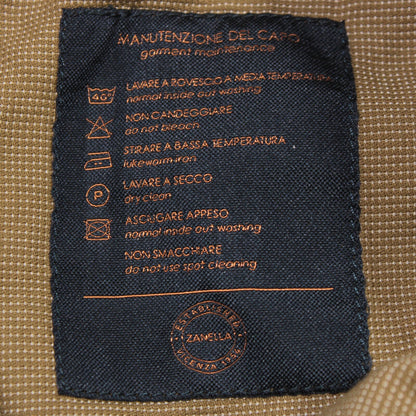 MANUTENZIONE DEL CAPO
garment maintenance
40°
LAVARE A ROVESCIO A MEDIA TEMPERATURA
normal inside out washing
NON CANDEGGIARE
do not bleach
STIRARE A BASSA TEMPERATURA
lukewarm-iron
P
LAVARE A SECCO
dry clean
ASCIUGARE APPESO
normal inside out washing
NON SMACCHIARE
do not use spot cleaning
ESTABLISHED
ZANELLA
VICENZA